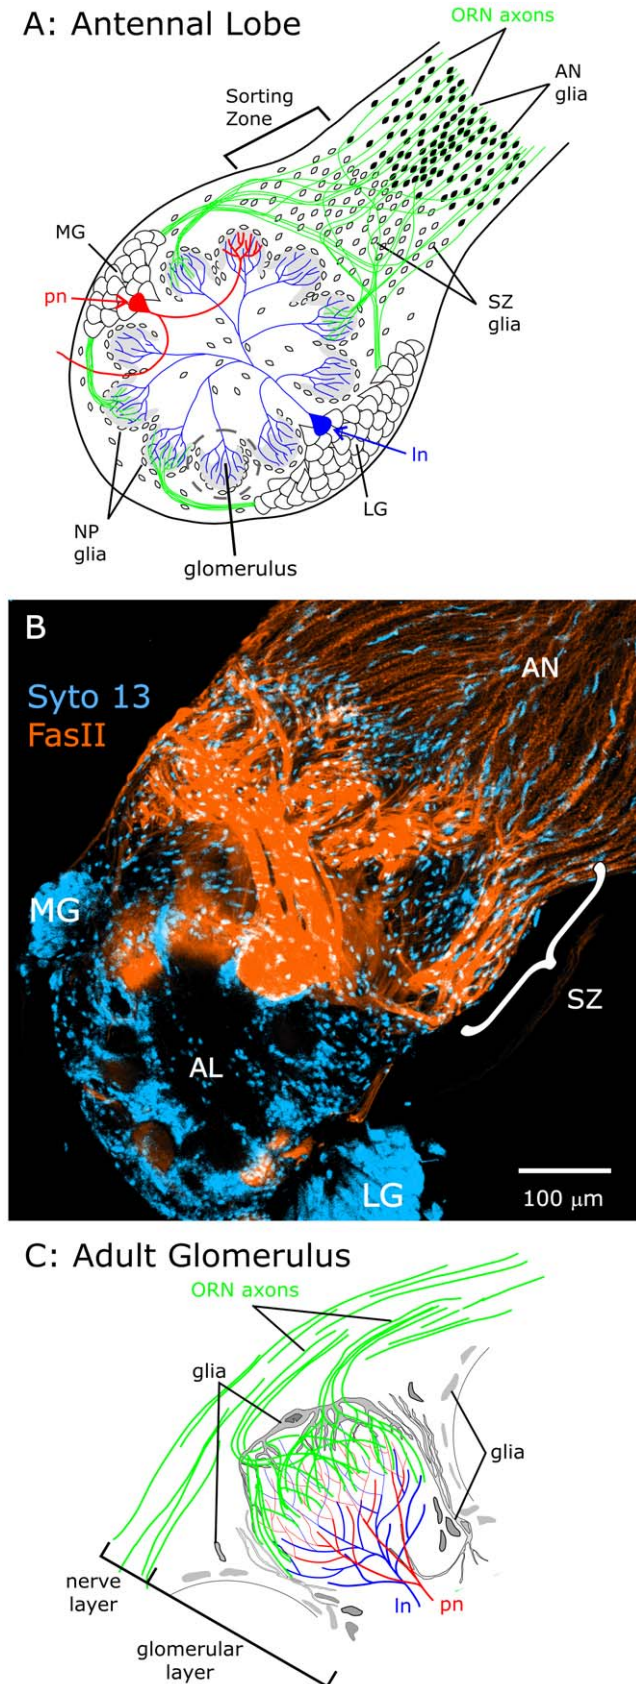 A: Antennal Lobe
ORN axons
AN
glia
Sorting
Zone
MG
pn
SZ
glia
ln
LG
NP
glia
glomerulus
B
AN
Syto 13
FasII
MG
SZ
AL
LG
100 μm
C: Adult Glomerulus
ORN axons
glia
glia
nerve
layer
ln
pn
glomerular
layer